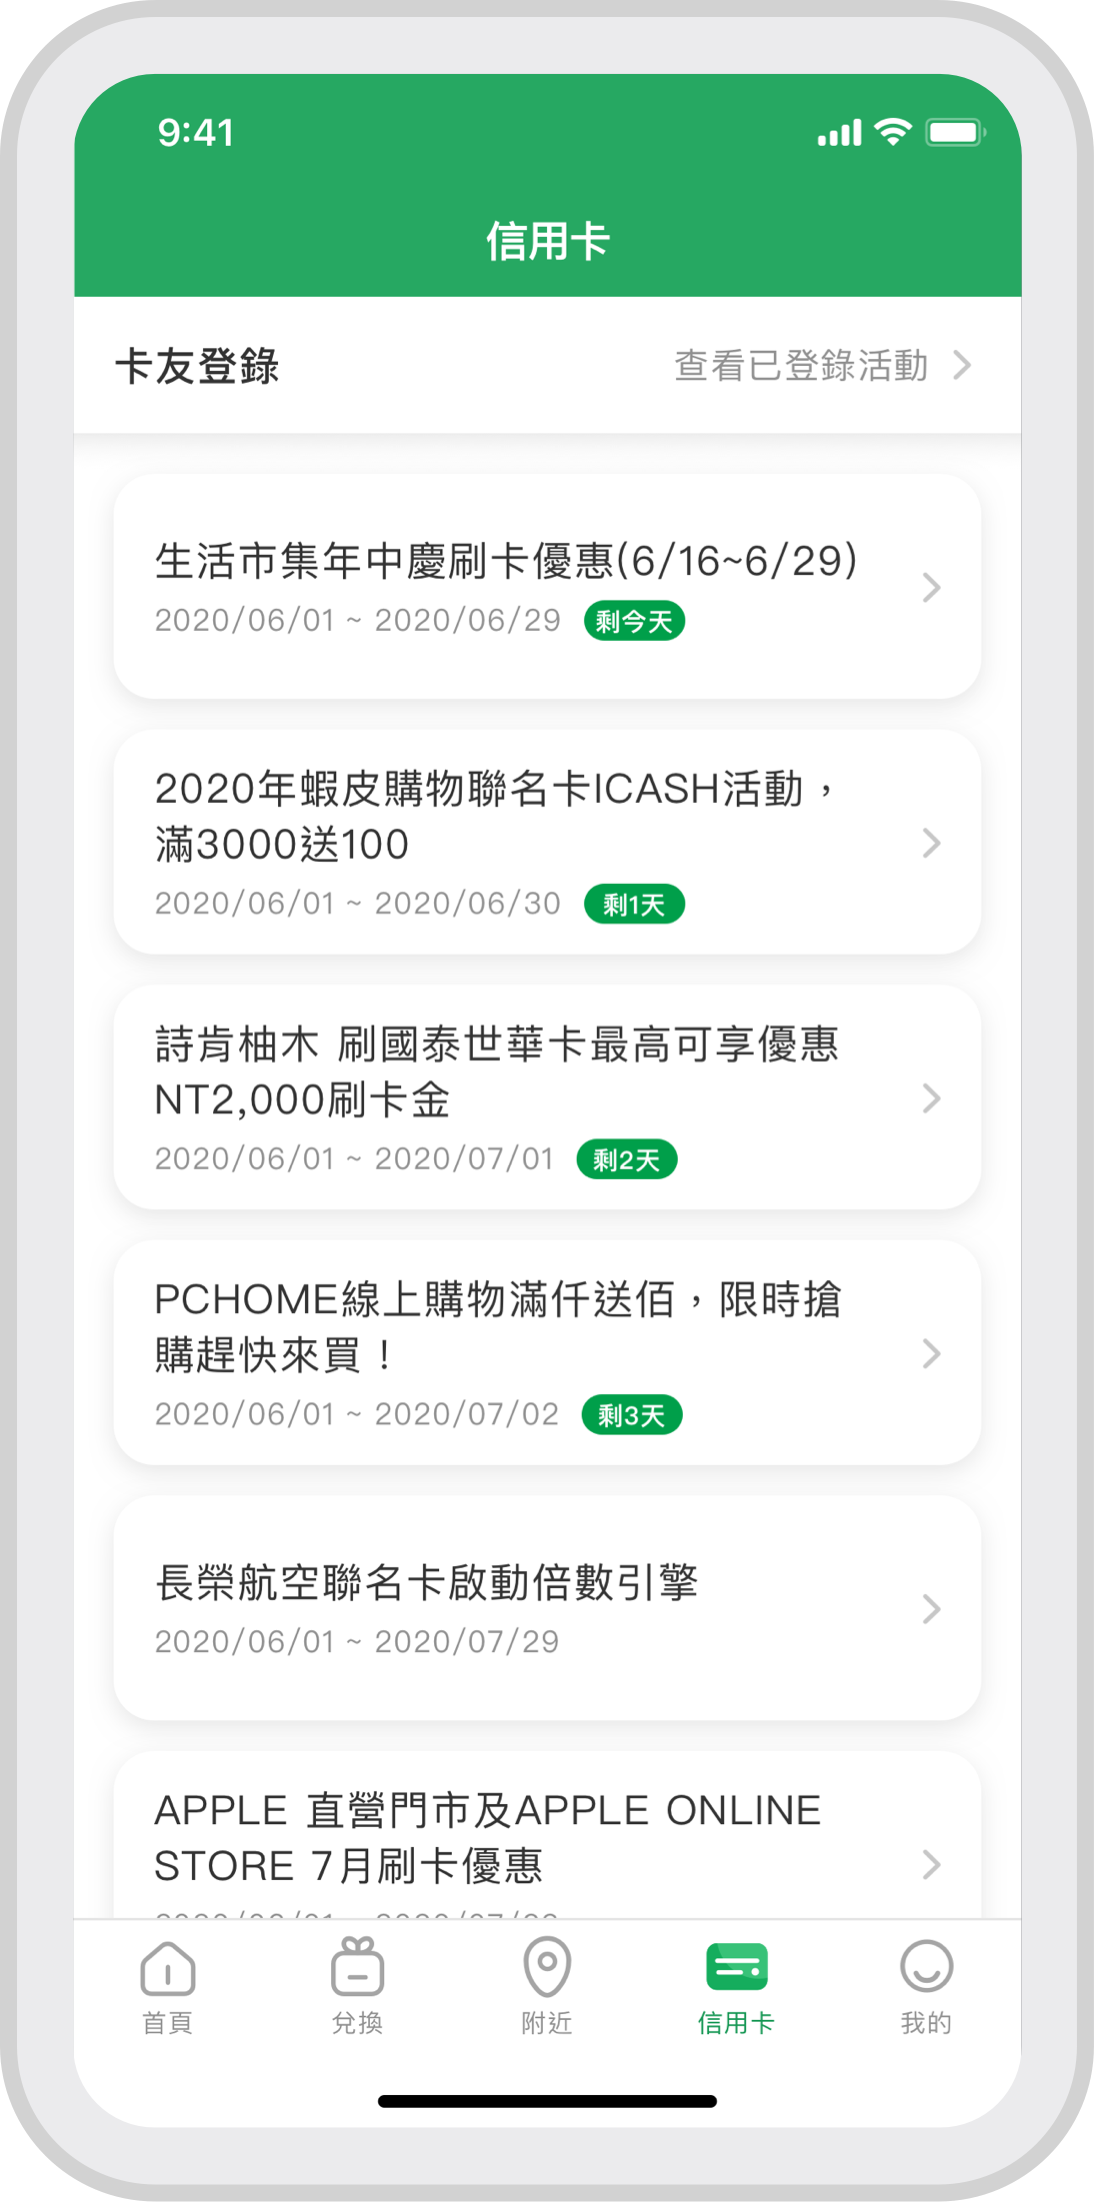 9:41
信用卡
卡友登錄
查看已登錄活動
生活市集年中慶刷卡優惠(6/16~6/29)
2020/06/01 ~ 2020/06/29 剩今天
2020年蝦皮購物聯名卡ICASH活動，
滿3000送100
2020/06/01 ~ 2020/06/30 剩1天
詩肯柚木 刷國泰世華卡最高可享優惠
NT2,000刷卡金
2020/06/01 ~ 2020/07/01 剩2天
PCHOME線上購物滿仟送佰，限時搶
購趕快來買！
2020/06/01 ~ 2020/07/02 剩3天
長榮航空聯名卡啟動倍數引擎
2020/06/01 ~ 2020/07/29
APPLE 直營門市及APPLE ONLINE
STORE 7月刷卡優惠
首頁 兌換 附近 信用卡 我的